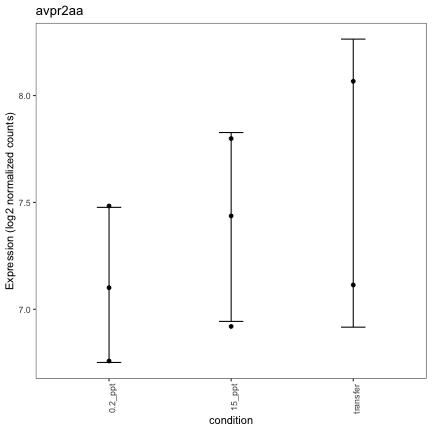 avpr2aa
Expression (log2 normalized counts)
8.0
7.5
7.0
0.2_ppt
15_ppt
transfer
condition